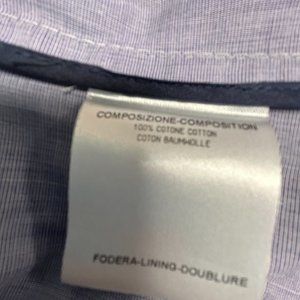 COMPOSIZIONE-COMPOSITION
100% COTONE COTTON
COTON BAUMWOLLE
FODERA-LINING-DOUBLURE